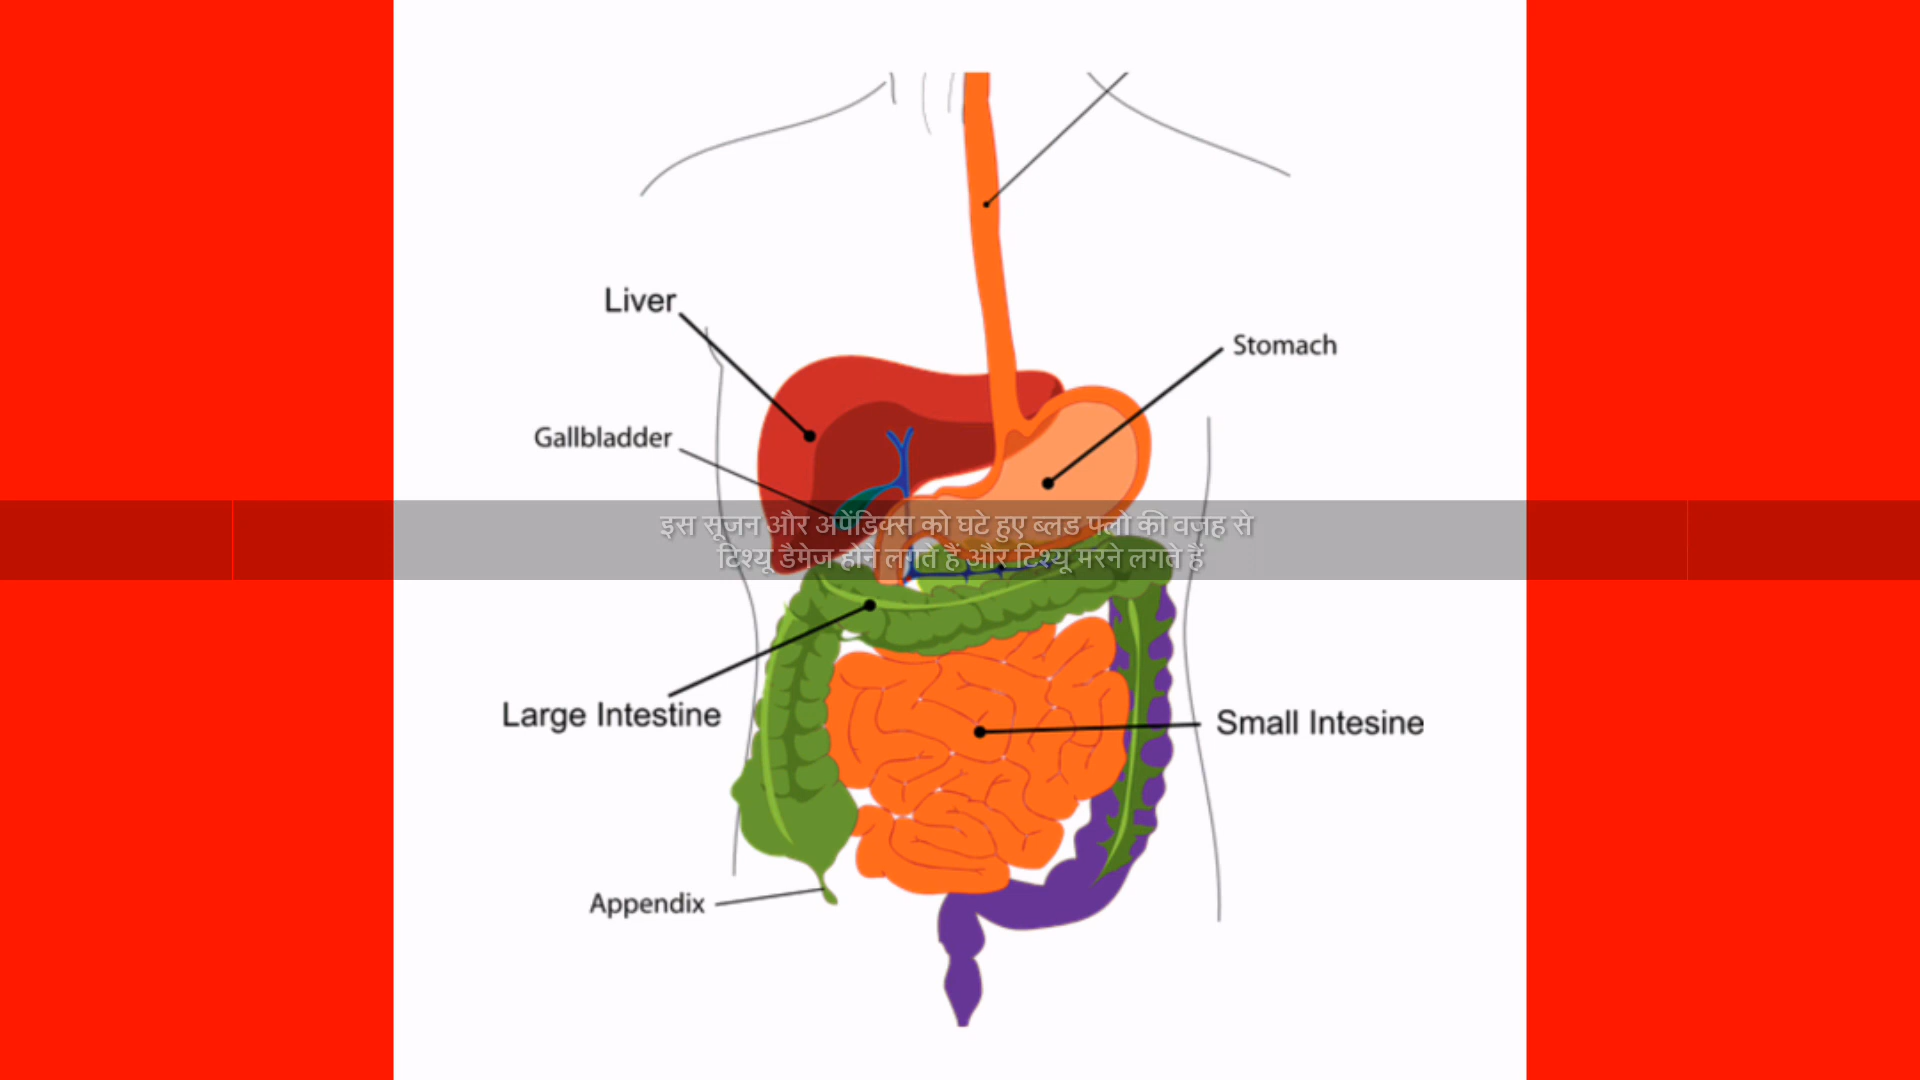 Liver
Stomach
Gallbladder
इस सूजन और अपेंडिक्स को घटे हुए ब्लड फ्लो की वजह से
टिश्यू डैमेज होने लगते हैं और टिश्यू मरने लगते हैं
Large Intestine
Small Intesine
Appendix